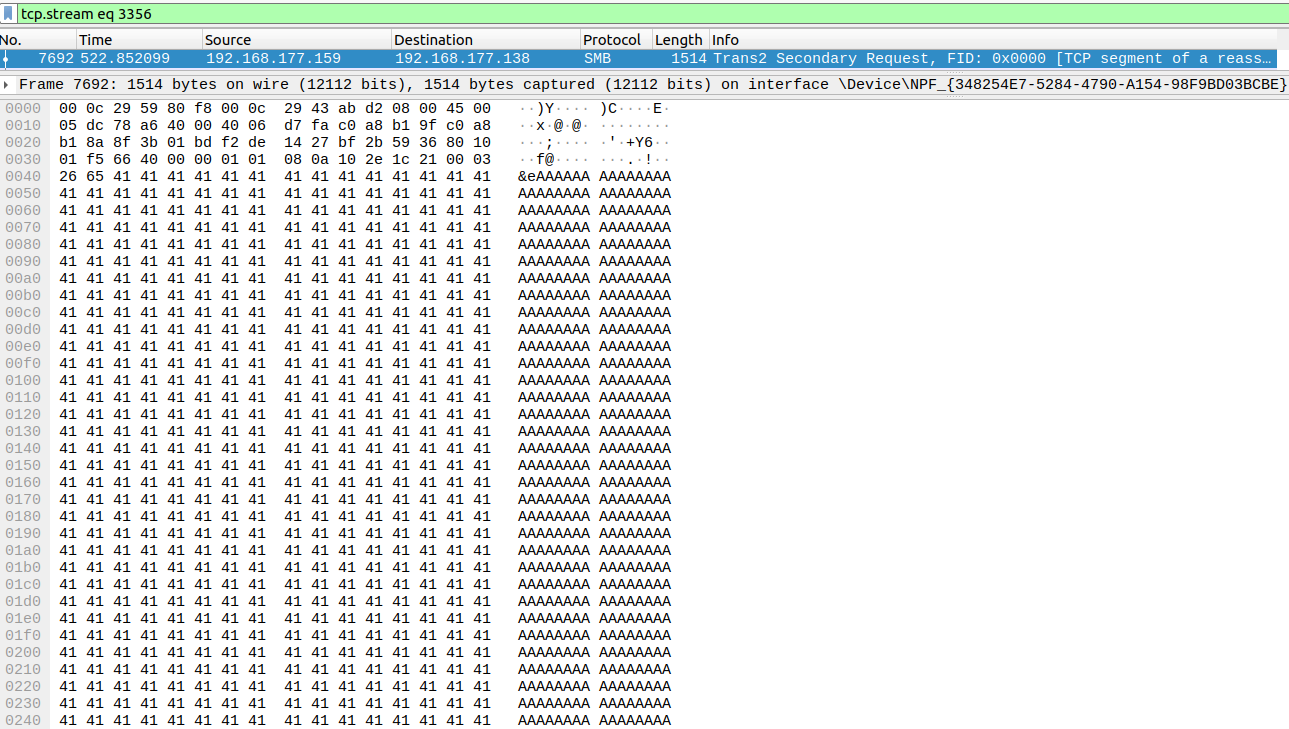 tcp.stream eq 3356
No. Time Source Destination Protocol Length Info
7692 522.852099 192.168.177.159 192.168.177.138 SMB 1514 Trans2 Secondary Request, FID: 0x0000 [TCP segment of a reass…
Frame 7692: 1514 bytes on wire (12112 bits), 1514 bytes captured (12112 bits) on interface \Device\NPF_{348254E7-5284-4790-A154-98F9BD03BCBE}
0000 00 0c 29 59 80 f8 00 0c 29 43 ab d2 08 00 45 00 ··)Y···· )C····E·
0010 05 dc 78 a6 40 00 40 06 d7 fa c0 a8 b1 9f c0 a8 ··x·@·@· ········
0020 b1 8a 8f 3b 01 bd f2 de 14 27 bf 2b 59 36 80 10 ···;···· ·'·+Y6··
0030 01 f5 66 40 00 00 01 01 08 0a 10 2e 1c 21 00 03 ··f@···· ···.·!··
0040 26 65 41 41 41 41 41 41 41 41 41 41 41 41 41 41 &eAAAAAA AAAAAAAA
0050 41 41 41 41 41 41 41 41 41 41 41 41 41 41 41 41 AAAAAAAA AAAAAAAA
0060 41 41 41 41 41 41 41 41 41 41 41 41 41 41 41 41 AAAAAAAA AAAAAAAA
0070 41 41 41 41 41 41 41 41 41 41 41 41 41 41 41 41 AAAAAAAA AAAAAAAA
0080 41 41 41 41 41 41 41 41 41 41 41 41 41 41 41 41 AAAAAAAA AAAAAAAA
0090 41 41 41 41 41 41 41 41 41 41 41 41 41 41 41 41 AAAAAAAA AAAAAAAA
00a0 41 41 41 41 41 41 41 41 41 41 41 41 41 41 41 41 AAAAAAAA AAAAAAAA
00b0 41 41 41 41 41 41 41 41 41 41 41 41 41 41 41 41 AAAAAAAA AAAAAAAA
00c0 41 41 41 41 41 41 41 41 41 41 41 41 41 41 41 41 AAAAAAAA AAAAAAAA
00d0 41 41 41 41 41 41 41 41 41 41 41 41 41 41 41 41 AAAAAAAA AAAAAAAA
00e0 41 41 41 41 41 41 41 41 41 41 41 41 41 41 41 41 AAAAAAAA AAAAAAAA
00f0 41 41 41 41 41 41 41 41 41 41 41 41 41 41 41 41 AAAAAAAA AAAAAAAA
0100 41 41 41 41 41 41 41 41 41 41 41 41 41 41 41 41 AAAAAAAA AAAAAAAA
0110 41 41 41 41 41 41 41 41 41 41 41 41 41 41 41 41 AAAAAAAA AAAAAAAA
0120 41 41 41 41 41 41 41 41 41 41 41 41 41 41 41 41 AAAAAAAA AAAAAAAA
0130 41 41 41 41 41 41 41 41 41 41 41 41 41 41 41 41 AAAAAAAA AAAAAAAA
0140 41 41 41 41 41 41 41 41 41 41 41 41 41 41 41 41 AAAAAAAA AAAAAAAA
0150 41 41 41 41 41 41 41 41 41 41 41 41 41 41 41 41 AAAAAAAA AAAAAAAA
0160 41 41 41 41 41 41 41 41 41 41 41 41 41 41 41 41 AAAAAAAA AAAAAAAA
0170 41 41 41 41 41 41 41 41 41 41 41 41 41 41 41 41 AAAAAAAA AAAAAAAA
0180 41 41 41 41 41 41 41 41 41 41 41 41 41 41 41 41 AAAAAAAA AAAAAAAA
0190 41 41 41 41 41 41 41 41 41 41 41 41 41 41 41 41 AAAAAAAA AAAAAAAA
01a0 41 41 41 41 41 41 41 41 41 41 41 41 41 41 41 41 AAAAAAAA AAAAAAAA
01b0 41 41 41 41 41 41 41 41 41 41 41 41 41 41 41 41 AAAAAAAA AAAAAAAA
01c0 41 41 41 41 41 41 41 41 41 41 41 41 41 41 41 41 AAAAAAAA AAAAAAAA
01d0 41 41 41 41 41 41 41 41 41 41 41 41 41 41 41 41 AAAAAAAA AAAAAAAA
01e0 41 41 41 41 41 41 41 41 41 41 41 41 41 41 41 41 AAAAAAAA AAAAAAAA
01f0 41 41 41 41 41 41 41 41 41 41 41 41 41 41 41 41 AAAAAAAA AAAAAAAA
0200 41 41 41 41 41 41 41 41 41 41 41 41 41 41 41 41 AAAAAAAA AAAAAAAA
0210 41 41 41 41 41 41 41 41 41 41 41 41 41 41 41 41 AAAAAAAA AAAAAAAA
0220 41 41 41 41 41 41 41 41 41 41 41 41 41 41 41 41 AAAAAAAA AAAAAAAA
0230 41 41 41 41 41 41 41 41 41 41 41 41 41 41 41 41 AAAAAAAA AAAAAAAA
0240 41 41 41 41 41 41 41 41 41 41 41 41 41 41 41 41 AAAAAAAA AAAAAAAA